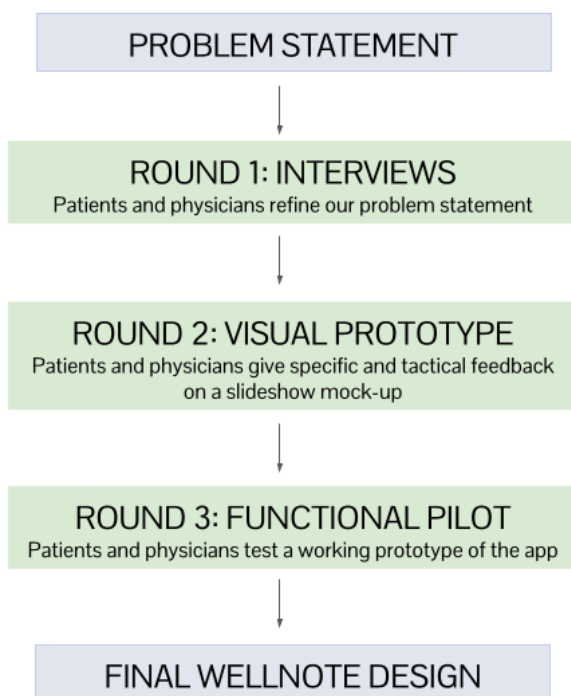 PROBLEM STATEMENT
ROUND 1: INTERVIEWS
Patients and physicians refine our problem statement
ROUND 2: VISUAL PROTOTYPE
Patients and physicians give specific and tactical feedback
on a slideshow mock-up
ROUND 3: FUNCTIONAL PILOT
Patients and physicians test a working prototype of the app
FINAL WELLNOTE DESIGN